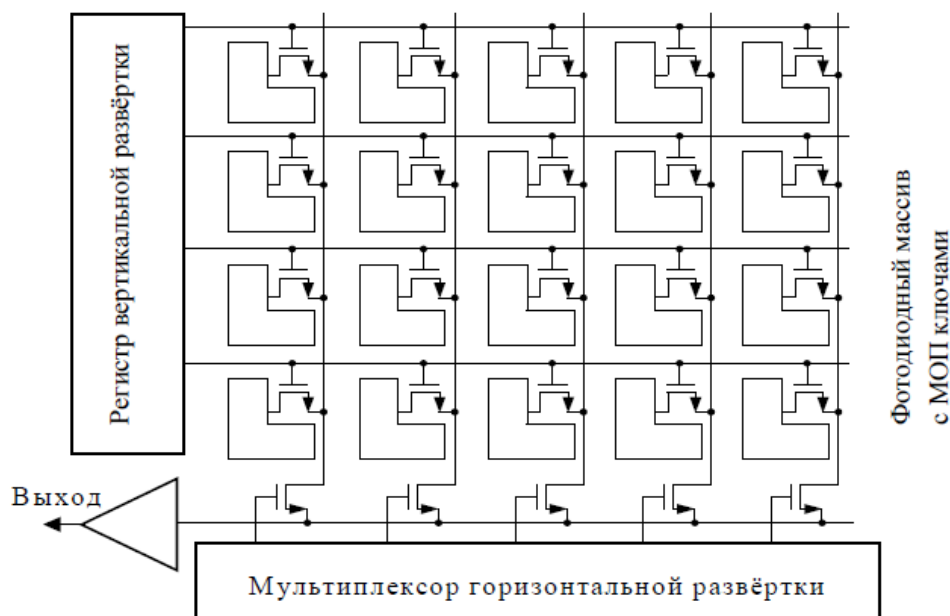 Регистр вертикальной развёртки
Фотодиодный массив
с МОП ключами
Выход
Мультиплексор горизонтальной развёртки